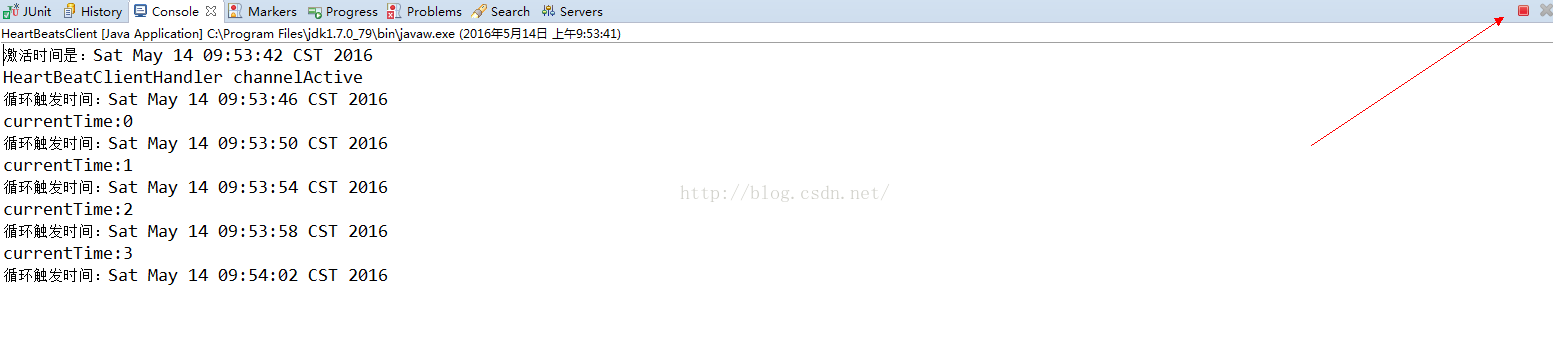 JUnit History Console Markers Progress Problems Search Servers
HeartBeatsClient [Java Application] C:\Program Files\jdk1.7.0_79\bin\javaw.exe (2016年5月14日 上午9:53:41)
激活时间是：Sat May 14 09:53:42 CST 2016
HeartBeatClientHandler channelActive
循环触发时间：Sat May 14 09:53:46 CST 2016
currentTime:0
循环触发时间：Sat May 14 09:53:50 CST 2016
currentTime:1
循环触发时间：Sat May 14 09:53:54 CST 2016
currentTime:2
http://blog.csdn.net/
循环触发时间：Sat May 14 09:53:58 CST 2016
currentTime:3
循环触发时间：Sat May 14 09:54:02 CST 2016